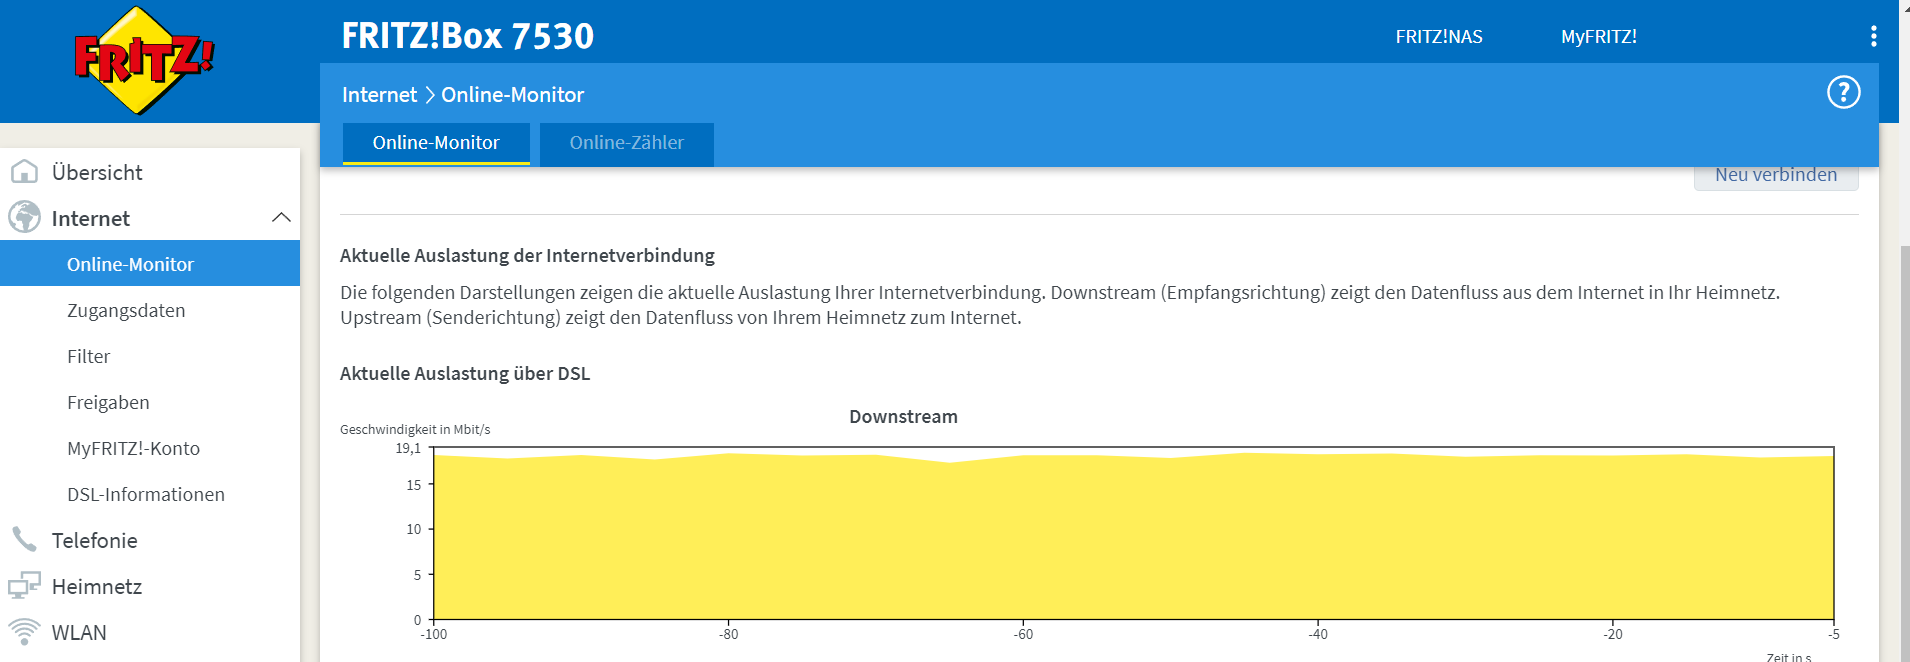 FRITZ!
FRITZ!Box 7530
FRITZ!NAS
MyFRITZ!
Internet > Online-Monitor
?
Online-Monitor
Online-Zähler
Übersicht
Internet
Online-Monitor
Zugangsdaten
Filter
Freigaben
MyFRITZ!-Konto
DSL-Informationen
Telefonie
Heimnetz
WLAN
Neu verbinden
Aktuelle Auslastung der Internetverbindung
Die folgenden Darstellungen zeigen die aktuelle Auslastung Ihrer Internetverbindung. Downstream (Empfangsrichtung) zeigt den Datenfluss aus dem Internet in Ihr Heimnetz.
Upstream (Senderichtung) zeigt den Datenfluss von Ihrem Heimnetz zum Internet.
Aktuelle Auslastung über DSL
Downstream
Geschwindigkeit in Mbit/s
19,1
15
10
5
0
-100
-80
-60
-40
-20
-5
Zeit in s